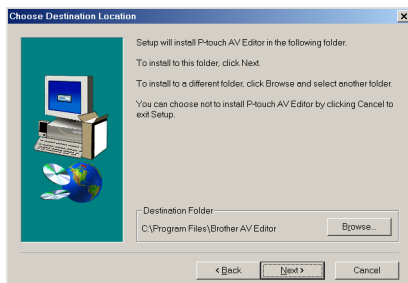 Choose Destination Location
Setup will install P-touch AV Editor in the following folder.
To install to this folder, click Next.
To install to a different folder, click Browse and select another folder.
You can choose not to install P-touch AV Editor by clicking Cancel to
exit Setup.
Destination Folder
C:\Program Files\Brother AV Editor
Browse...
< Back
Next >
Cancel